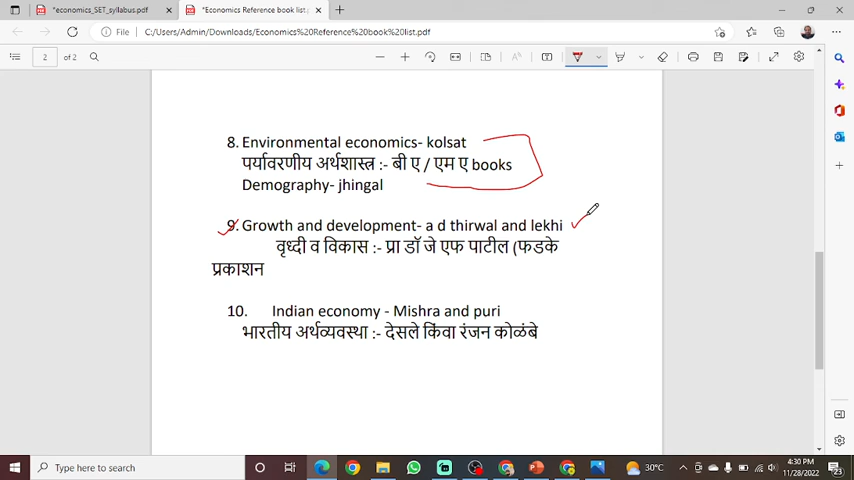 *economics_SET_syllabus.pdf
*Economics Reference book list.p
File
C:/Users/Admin/Downloads/Economics%20Reference%20book%20list.pdf
2 of 2
8. Environmental economics- kolsat
पर्यावरणीय अर्थशास्त्र :- बी ए / एम ए books
Demography- jhingal
9. Growth and development- a d thirwal and lekhi
वृध्दी व विकास :- प्रा डॉ जे एफ पाटील (फडके
प्रकाशन
10. Indian economy - Mishra and puri
भारतीय अर्थव्यवस्था :- देसले किंवा रंजन कोळंबे
Type here to search
30°C
4:30 PM
11/28/2022
23